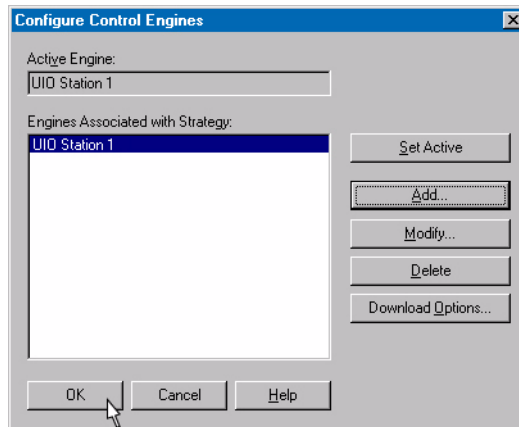 Configure Control Engines
Active Engine:
UIO Station 1
Engines Associated with Strategy:
UIO Station 1
Set Active
Add...
Modify...
Delete
Download Options...
OK
Cancel
Help